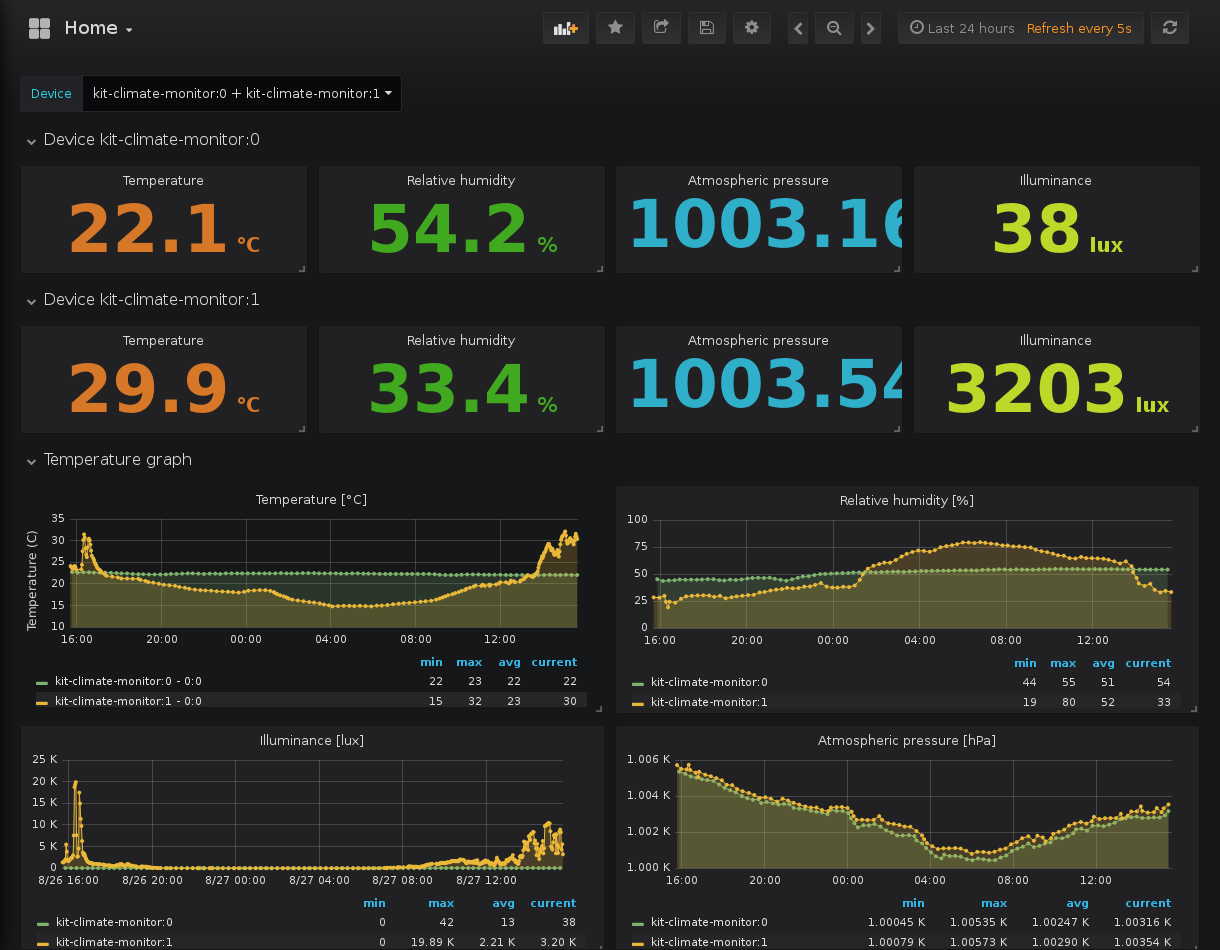 Home
Last 24 hours Refresh every 5s
Device kit-climate-monitor:0 + kit-climate-monitor:1
Device kit-climate-monitor:0
Temperature Relative humidity Atmospheric pressure Illuminance
22.1 °C 54.2 % 1003.16 38 lux
Device kit-climate-monitor:1
Temperature Relative humidity Atmospheric pressure Illuminance
29.9 °C 33.4 % 1003.54 3203 lux
Temperature graph
Temperature [°C]
Temperature (C)
35
30
25
20
15
10
16:00 20:00 00:00 04:00 08:00 12:00
min max avg current
kit-climate-monitor:0 - 0:0 22 23 22 22
kit-climate-monitor:1 - 0:0 15 32 23 30
Relative humidity [%]
100
75
50
25
0
16:00 20:00 00:00 04:00 08:00 12:00
min max avg current
kit-climate-monitor:0 44 55 51 54
kit-climate-monitor:1 19 80 52 33
Illuminance [lux]
25 K
20 K
15 K
10 K
5 K
0
8/26 16:00 8/26 20:00 8/27 00:00 8/27 04:00 8/27 08:00 8/27 12:00
min max avg current
kit-climate-monitor:0 0 42 13 38
kit-climate-monitor:1 0 19.89 K 2.21 K 3.20 K
Atmospheric pressure [hPa]
1.006 K
1.004 K
1.002 K
1.000 K
16:00 20:00 00:00 04:00 08:00 12:00
min max avg current
kit-climate-monitor:0 1.00045 K 1.00535 K 1.00247 K 1.00316 K
kit-climate-monitor:1 1.00079 K 1.00573 K 1.00290 K 1.00354 K